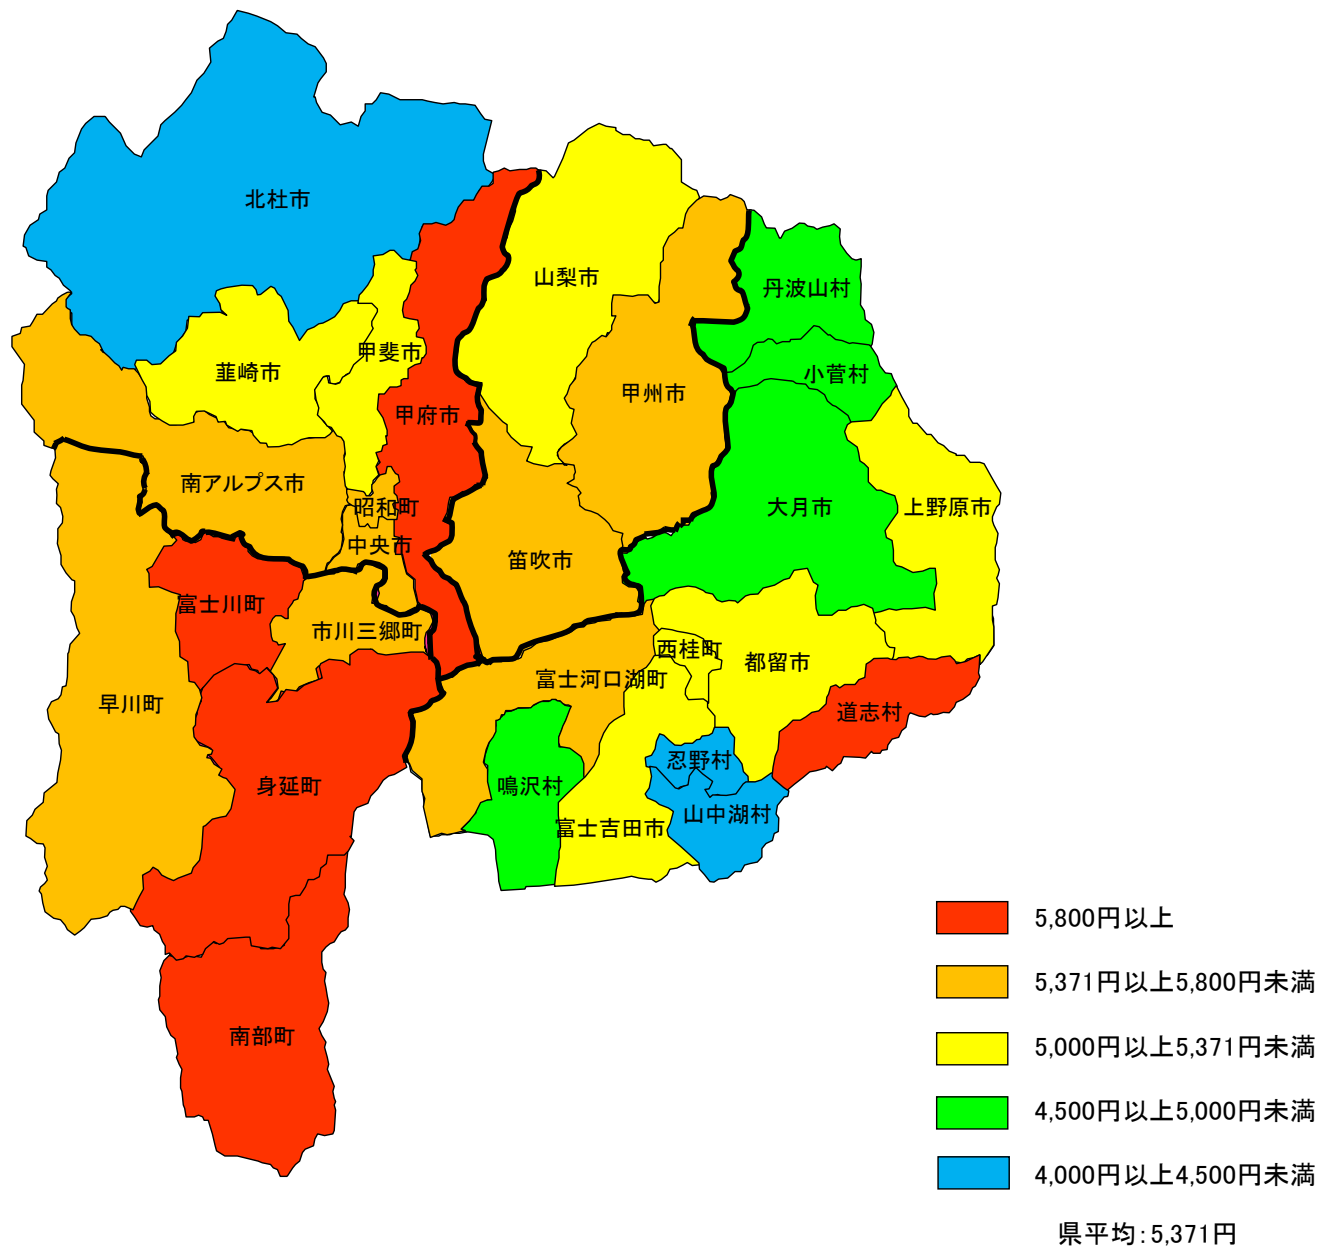 北杜市
山梨市
丹波山村
甲斐市
韮崎市
小菅村
甲州市
甲府市
南アルプス市
昭和町
大月市
上野原市
中央市
笛吹市
富士川町
市川三郷町
西桂町
都留市
富士河口湖町
早川町
道志村
忍野村
身延町
鳴沢村
山中湖村
富士吉田市
南部町
5,800円以上
5,371円以上5,800円未満
5,000円以上5,371円未満
4,500円以上5,000円未満
4,000円以上4,500円未満
県平均:5,371円